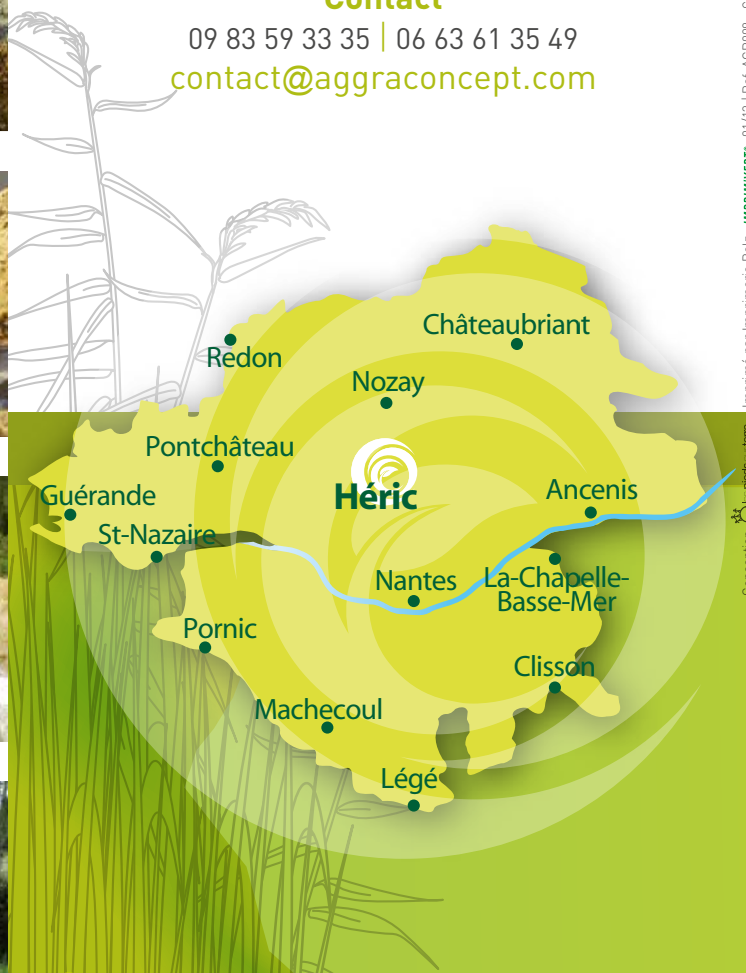 Contact
09 83 59 33 35 | 06 63 61 35 49
contact@aggraconcept.com
Châteaubriant
Redon
Nozay
Pontchâteau
Héric
Guérande
Ancenis
St-Nazaire
Nantes
La-Chapelle-
Basse-Mer
Pornic
Clisson
Machecoul
Légé